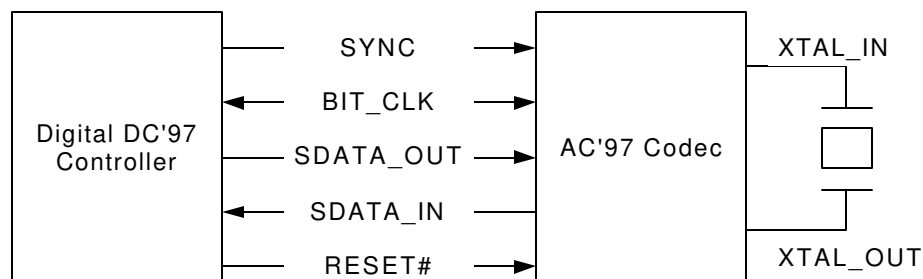 SYNC
XTAL_IN
BIT_CLK
Digital DC'97
Controller
SDATA_OUT
AC'97 Codec
SDATA_IN
RESET#
XTAL_OUT